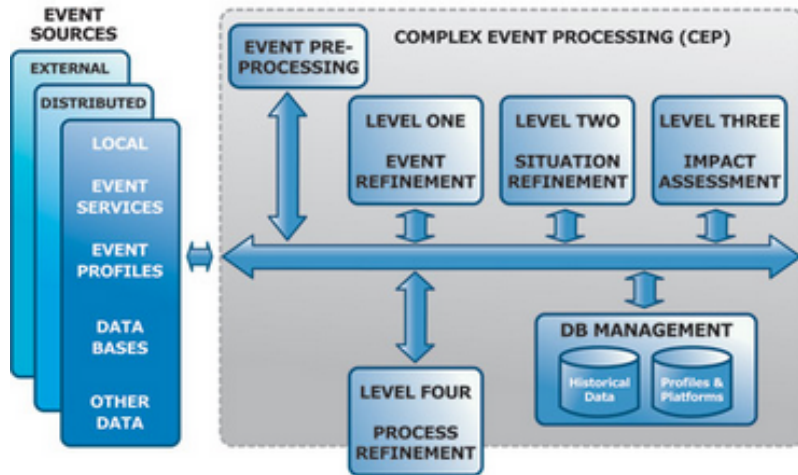 EVENT
SOURCES
EXTERNAL
DISTRIBUTED
LOCAL
EVENT
SERVICES
EVENT
PROFILES
DATA
BASES
OTHER
DATA
EVENT PRE-
PROCESSING
COMPLEX EVENT PROCESSING (CEP)
LEVEL ONE
EVENT
REFINEMENT
LEVEL TWO
SITUATION
REFINEMENT
LEVEL THREE
IMPACT
ASSESSMENT
DB MANAGEMENT
Historical
Data
Profiles &
Platforms
LEVEL FOUR
PROCESS
REFINEMENT